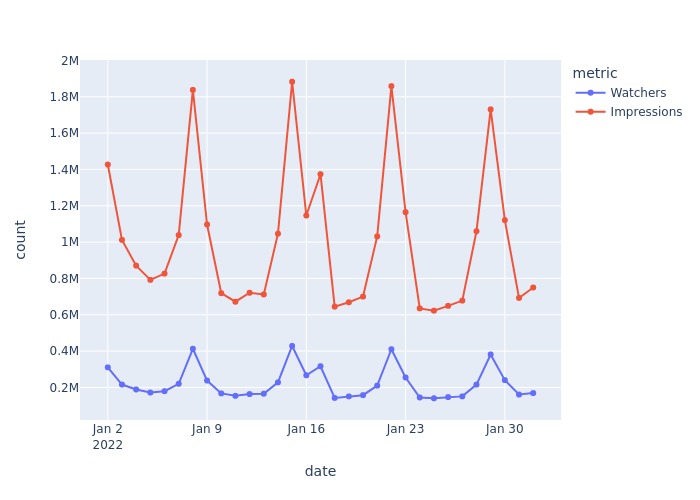 2M
1.8M
1.6M
1.4M
1.2M
1M
0.8M
0.6M
0.4M
0.2M
count
Jan 2
2022
Jan 9
Jan 16
Jan 23
Jan 30
date
metric
Watchers
Impressions